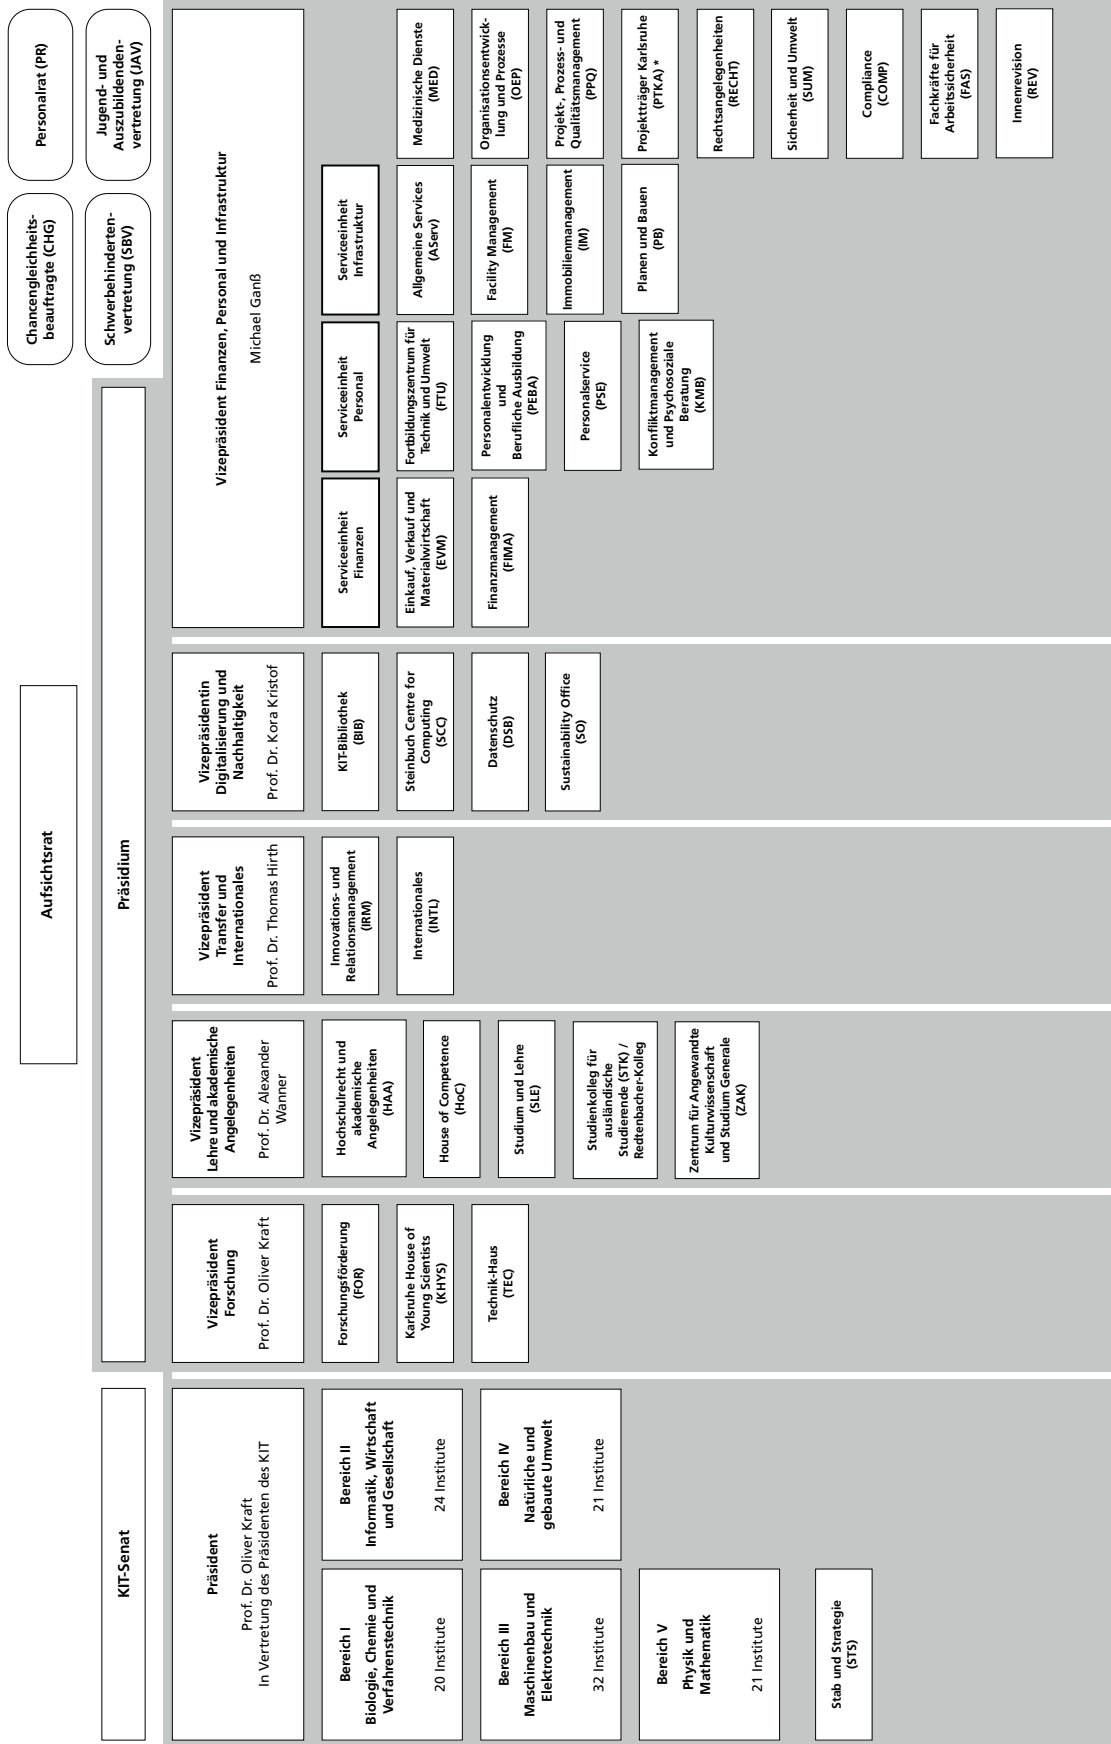 Aufsichtsrat
Chancengleichheits-
beauftragte (CHG)
Personalrat (PR)
Schwerbehinderten-
vertretung (SBV)
Jugend- und
Auszubildenden-
vertretung (JAV)
KIT-Senat
Präsidium
Präsident
Prof. Dr. Oliver Kraft
In Vertretung des Präsidenten des KIT
Bereich I
Biologie, Chemie und
Verfahrenstechnik
20 Institute
Bereich II
Informatik, Wirtschaft
und Gesellschaft
24 Institute
Bereich III
Maschinenbau und
Elektrotechnik
32 Institute
Bereich IV
Natürliche und
gebaute Umwelt
21 Institute
Bereich V
Physik und
Mathematik
21 Institute
Stab und Strategie
(STS)
Vizepräsident
Forschung
Prof. Dr. Oliver Kraft
Forschungsförderung
(FOR)
Karlsruhe House of
Young Scientists
(KHYS)
Technik-Haus
(TEC)
Vizepräsident
Lehre und akademische
Angelegenheiten
Prof. Dr. Alexander
Wanner
Hochschulrecht und
akademische
Angelegenheiten
(HAA)
House of Competence
(HoC)
Studium und Lehre
(SLE)
Studienkolleg für
ausländische
Studierende (STK) /
Redtenbacher-Kolleg
Zentrum für Angewandte
Kulturwissenschaft
und Studium Generale
(ZAK)
Vizepräsident
Transfer und
Internationales
Prof. Dr. Thomas Hirth
Innovations- und
Relationsmanagement
(IRM)
Internationales
(INTL)
Vizepräsidentin
Digitalisierung und
Nachhaltigkeit
Prof. Dr. Kora Kristof
KIT-Bibliothek
(BIB)
Steinbuch Centre for
Computing
(SCC)
Datenschutz
(DSB)
Sustainability Office
(SO)
Vizepräsident Finanzen, Personal und Infrastruktur
Michael Ganß
Serviceeinheit
Finanzen
Einkauf, Verkauf und
Materialwirtschaft
(EVM)
Finanzmanagement
(FIMA)
Serviceeinheit
Personal
Fortbildungszentrum für
Technik und Umwelt
(FTU)
Personalentwicklung
und
Berufliche Ausbildung
(PEBA)
Personalservice
(PSE)
Konfliktmanagement
und Psychosoziale
Beratung
(KMB)
Serviceeinheit
Infrastruktur
Allgemeine Services
(AServ)
Facility Management
(FM)
Immobilienmanagement
(IM)
Planen und Bauen
(PB)
Medizinische Dienste
(MED)
Organisationsentwick-
lung und Prozesse
(OEP)
Projekt-, Prozess- und
Qualitätsmanagement
(PPQ)
Projektträger Karlsruhe
(PTKA) *
Rechtsangelegenheiten
(RECHT)
Sicherheit und Umwelt
(SUM)
Compliance
(COMP)
Fachkräfte für
Arbeitssicherheit
(FAS)
Innenrevision
(REV)